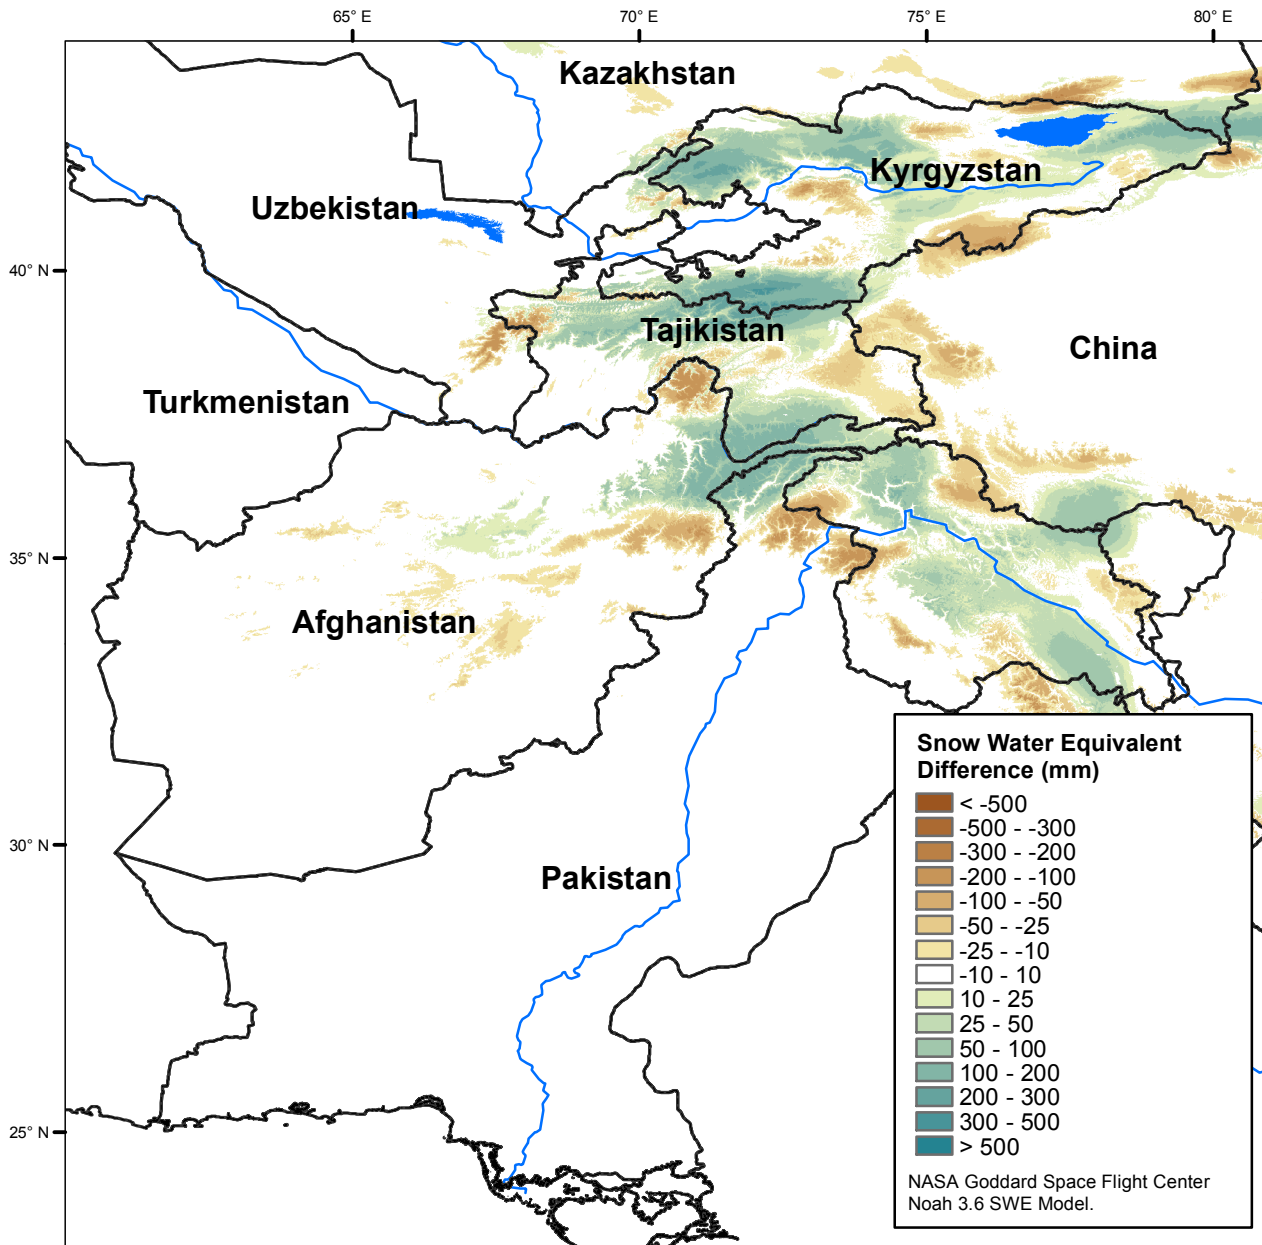 65° E
70° E
75° E
80° E
Kazakhstan
Kyrgyzstan
Uzbekistan
40° N
Tajikistan
China
Turkmenistan
35° N
Afghanistan
Snow Water Equivalent
Difference (mm)
< -500
-500 - -300
-300 - -200
-200 - -100
-100 - -50
-50 - -25
-25 - -10
-10 - 10
10 - 25
25 - 50
50 - 100
100 - 200
200 - 300
300 - 500
> 500
NASA Goddard Space Flight Center
Noah 3.6 SWE Model.
30° N
Pakistan
25° N